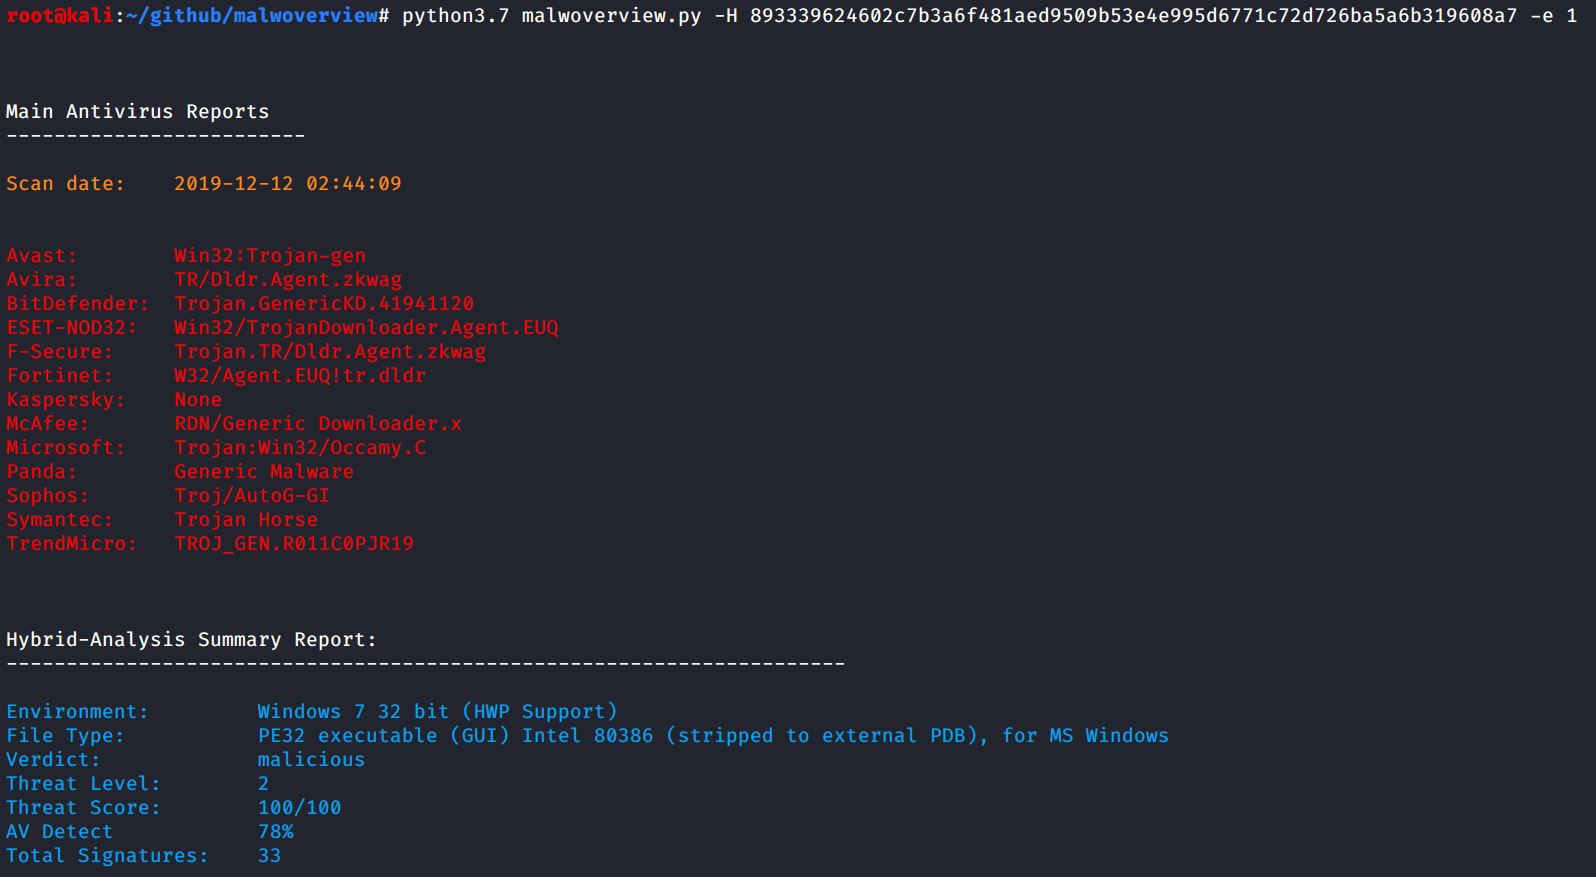 root@kali:~/github/malwoverview# python3.7 malwoverview.py -H 893339624602c7b3a6f481aed9509b53e4e995d6771c72d726ba5a6b319608a7 -e 1
Main Antivirus Reports
-------------------------
Scan date: 2019-12-12 02:44:09
Avast: Win32:Trojan-gen
Avira: TR/Dldr.Agent.zkwag
BitDefender: Trojan.GenericKD.41941120
ESET-NOD32: Win32/TrojanDownloader.Agent.EUQ
F-Secure: Trojan.TR/Dldr.Agent.zkwag
Fortinet: W32/Agent.EUQ!tr.dldr
Kaspersky: None
McAfee: RDN/Generic Downloader.x
Microsoft: Trojan:Win32/Occamy.C
Panda: Generic Malware
Sophos: Troj/AutoG-GI
Symantec: Trojan Horse
TrendMicro: TROJ_GEN.R011C0PJR19
Hybrid-Analysis Summary Report:
----------------------------------------------------------------------
Environment: Windows 7 32 bit (HWP Support)
File Type: PE32 executable (GUI) Intel 80386 (stripped to external PDB), for MS Windows
Verdict: malicious
Threat Level: 2
Threat Score: 100/100
AV Detect 78%
Total Signatures: 33